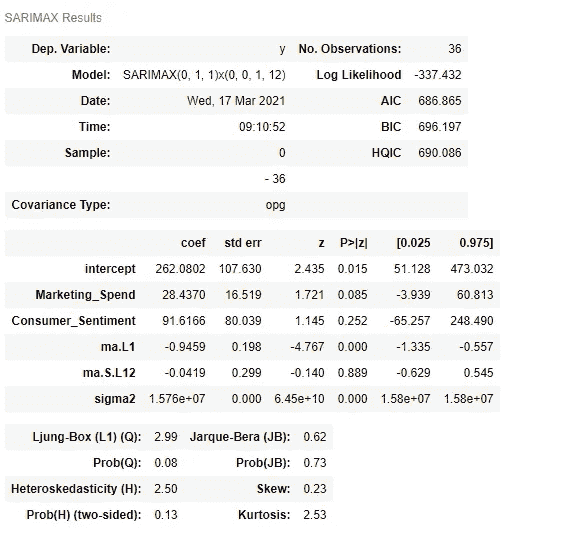 SARIMAX Results
Dep. Variable: y No. Observations: 36
Model: SARIMAX(0, 1, 1)x(0, 0, 1, 12) Log Likelihood -337.432
Date: Wed, 17 Mar 2021 AIC 686.865
Time: 09:10:52 BIC 696.197
Sample: 0 HQIC 690.086
- 36
Covariance Type: opg
coef std err z P>|z| [0.025 0.975]
intercept 262.0802 107.630 2.435 0.015 51.128 473.032
Marketing_Spend 28.4370 16.519 1.721 0.085 -3.939 60.813
Consumer_Sentiment 91.6166 80.039 1.145 0.252 -65.257 248.490
ma.L1 -0.9459 0.198 -4.767 0.000 -1.335 -0.557
ma.S.L12 -0.0419 0.299 -0.140 0.889 -0.629 0.545
sigma2 1.576e+07 0.000 6.45e+10 0.000 1.58e+07 1.58e+07
Ljung-Box (L1) (Q): 2.99 Jarque-Bera (JB): 0.62
Prob(Q): 0.08 Prob(JB): 0.73
Heteroskedasticity (H): 2.50 Skew: 0.23
Prob(H) (two-sided): 0.13 Kurtosis: 2.53